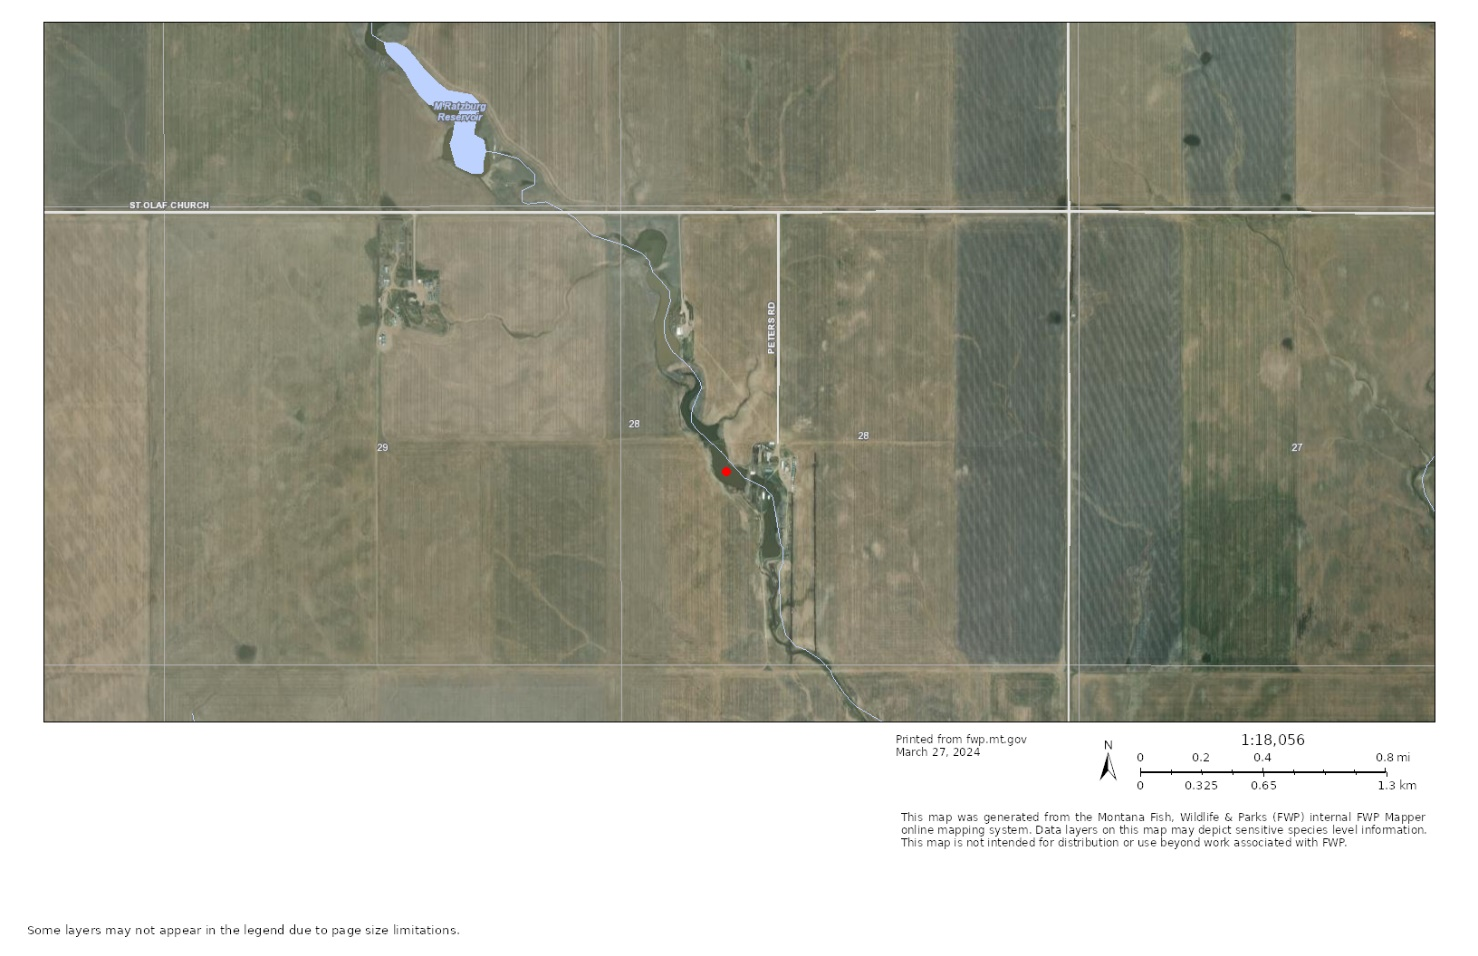 M Ratzburg
Reservoir
ST OLAF CHURCH
PETERS RD
28
28
29
27
Printed from fwp.mt.gov
March 27, 2024
N
1:18,056
0 0.2 0.4 0.8 mi
0 0.325 0.65 1.3 km
This map was generated from the Montana Fish, Wildlife & Parks (FWP) internal FWP Mapper
online mapping system. Data layers on this map may depict sensitive species level information.
This map is not intended for distribution or use beyond work associated with FWP.
Some layers may not appear in the legend due to page size limitations.